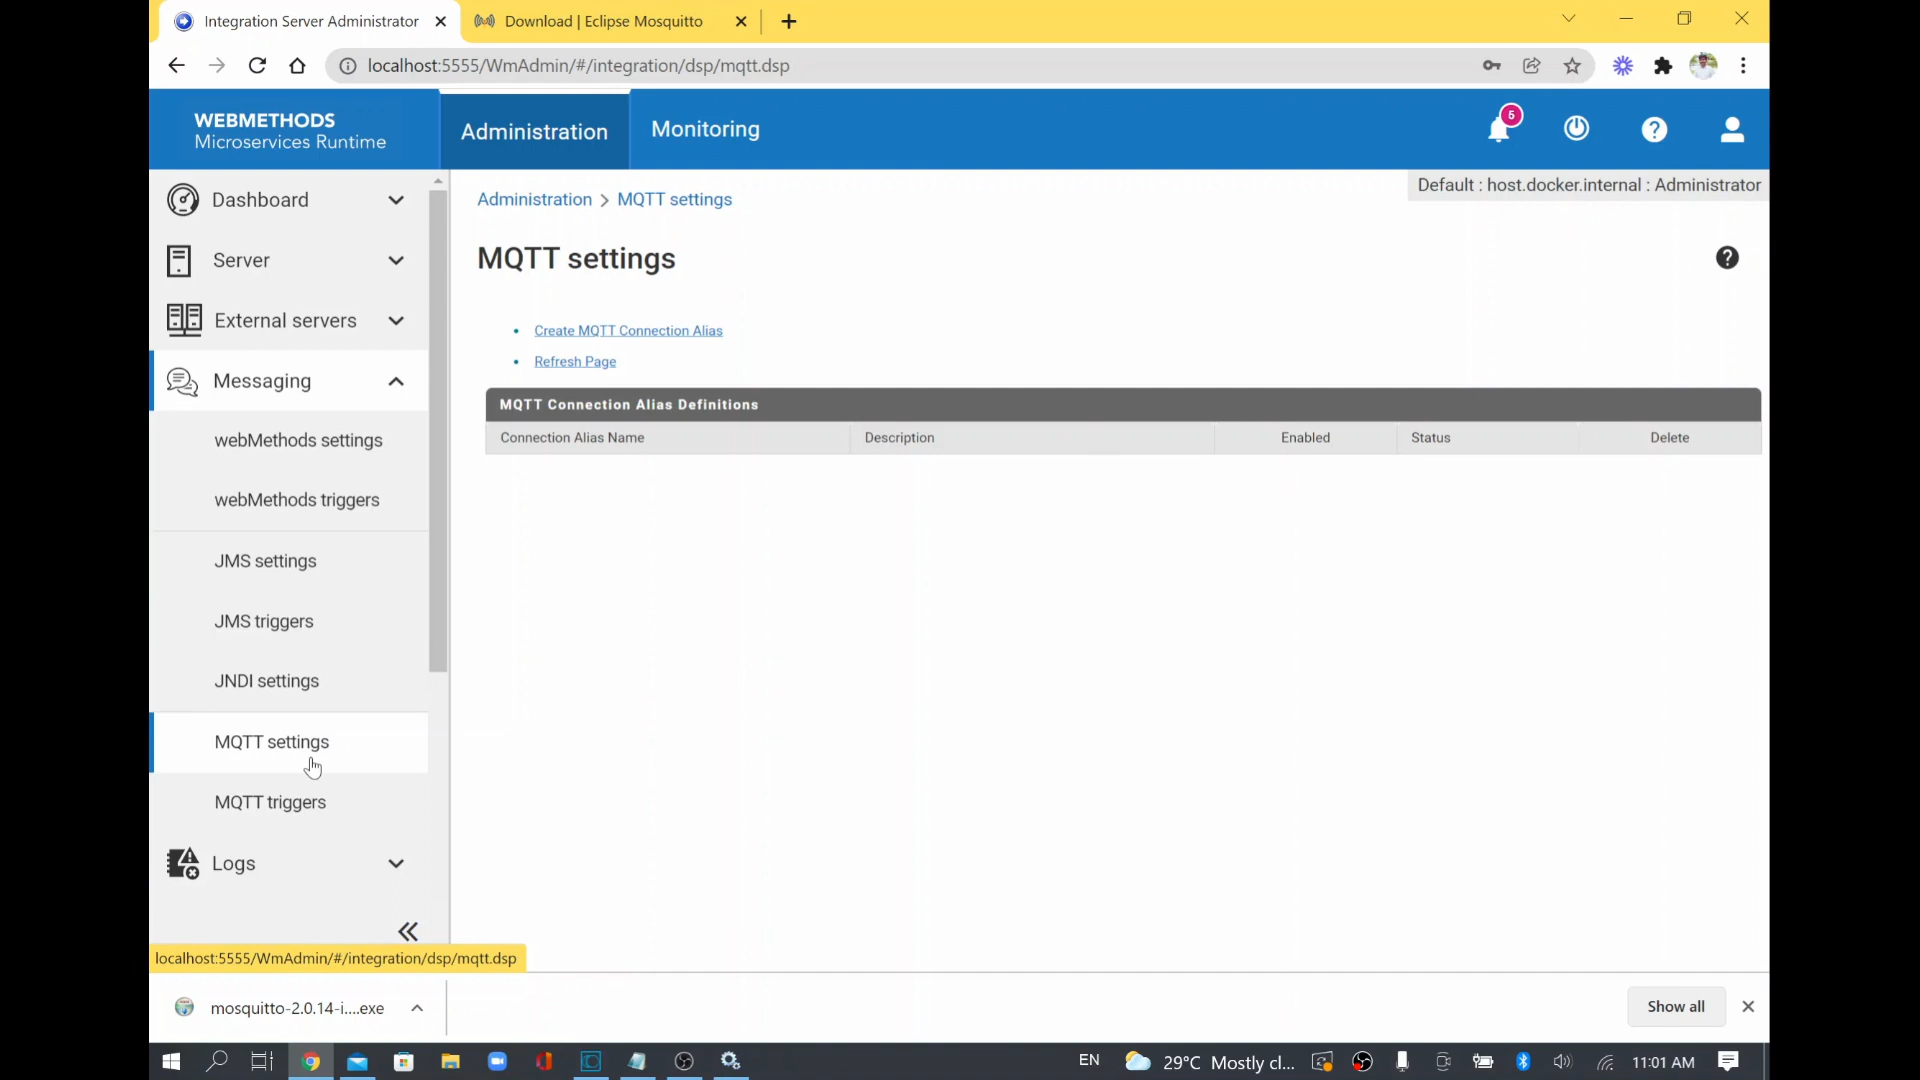 Integration Server Administrator
Download | Eclipse Mosquitto
localhost:5555/WmAdmin/#/integration/dsp/mqtt.dsp
WEBMETHODS
Microservices Runtime
Administration
Monitoring
5
Default : host.docker.internal : Administrator
Dashboard
Server
External servers
Messaging
webMethods settings
webMethods triggers
JMS settings
JMS triggers
JNDI settings
MQTT settings
MQTT triggers
Logs
Administration > MQTT settings
MQTT settings
Create MQTT Connection Alias
Refresh Page
MQTT Connection Alias Definitions
Connection Alias Name Description Enabled Status Delete
localhost:5555/WmAdmin/#/integration/dsp/mqtt.dsp
mosquitto-2.0.14-i....exe
Show all
EN 29°C Mostly cl... 11:01 AM